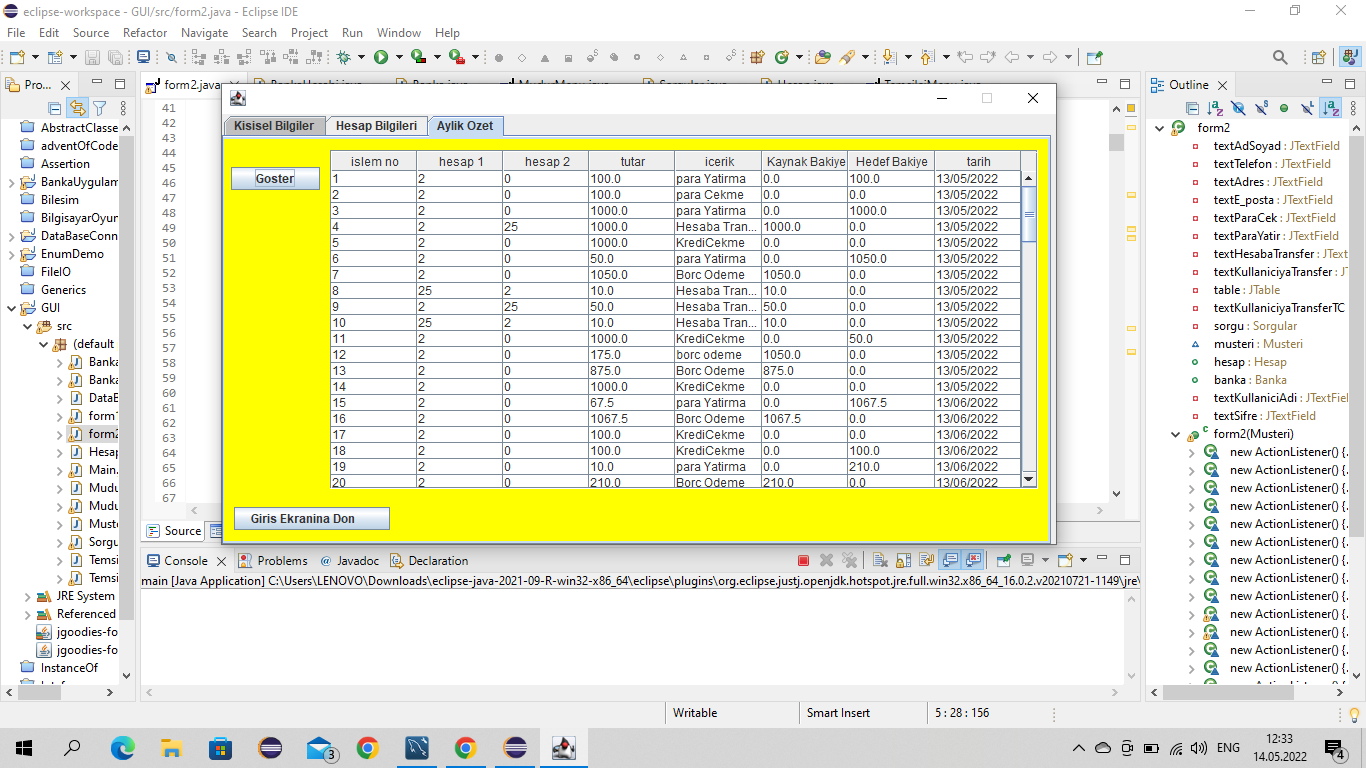 eclipse-workspace - GUI/src/form2.java - Eclipse IDE
File Edit Source Refactor Navigate Search Project Run Window Help
Pro...
form2.java
Outline
Kisisel Bilgiler Hesap Bilgileri Aylik Ozet
Goster
islem no hesap 1 hesap 2 tutar icerik Kaynak Bakiye Hedef Bakiye tarih
1 2 0 100.0 para Yatirma 0.0 100.0 13/05/2022
2 2 0 100.0 para Cekme 0.0 0.0 13/05/2022
3 2 0 1000.0 para Yatirma 0.0 1000.0 13/05/2022
4 2 25 1000.0 Hesaba Tran... 1000.0 0.0 13/05/2022
5 2 0 1000.0 KrediCekme 0.0 0.0 13/05/2022
6 2 0 50.0 para Yatirma 0.0 1050.0 13/05/2022
7 2 0 1050.0 Borc Odeme 1050.0 0.0 13/05/2022
8 25 2 10.0 Hesaba Tran... 10.0 0.0 13/05/2022
9 2 25 50.0 Hesaba Tran... 50.0 0.0 13/05/2022
10 25 2 10.0 Hesaba Tran... 10.0 0.0 13/05/2022
11 2 0 1000.0 KrediCekme 0.0 50.0 13/05/2022
12 2 0 175.0 borc odeme 1050.0 0.0 13/05/2022
13 2 0 875.0 Borc Odeme 875.0 0.0 13/05/2022
14 2 0 1000.0 KrediCekme 0.0 0.0 13/05/2022
15 2 0 67.5 para Yatirma 0.0 1067.5 13/06/2022
16 2 0 1067.5 Borc Odeme 1067.5 0.0 13/06/2022
17 2 0 100.0 KrediCekme 0.0 0.0 13/06/2022
18 2 0 100.0 KrediCekme 0.0 100.0 13/06/2022
19 2 0 10.0 para Yatirma 0.0 210.0 13/06/2022
20 2 0 210.0 Borc Odeme 210.0 0.0 13/06/2022
Giris Ekranina Don
AbstractClasse
adventOfCode
Assertion
BankaUygulam
Bilesim
BilgisayarOyun
DataBaseConn
EnumDemo
FileIO
Generics
GUI
src
(default
Banka
Banka
DataB
form1
form2
Hesap
Main.
Mudu
Mudu
Muste
Sorgu
Temsi
Temsi
JRE System
Referenced
jgoodies-fo
jgoodies-fo
InstanceOf
41
42
43
44
45
46
47
48
49
50
51
52
53
54
55
56
57
58
59
60
61
62
63
64
65
66
67
Source
form2
textAdSoyad : JTextField
textTelefon : JTextField
textAdres : JTextField
textE_posta : JTextField
textParaCek : JTextField
textParaYatir : JTextField
textHesabaTransfer : JText
textKullaniciyaTransfer : JT
table : JTable
textKullaniciyaTransferTC
sorgu : Sorgular
musteri : Musteri
hesap : Hesap
banka : Banka
textKullaniciAdi : JTextField
textSifre : JTextField
form2(Musteri)
new ActionListener() {.
new ActionListener() {.
new ActionListener() {.
new ActionListener() {.
new ActionListener() {.
new ActionListener() {.
new ActionListener() {.
new ActionListener() {.
new ActionListener() {.
new ActionListener() {.
new ActionListener() {.
new ActionListener() {.
new ActionListener() {.
Console Problems Javadoc Declaration
main [Java Application] C:\Users\LENOVO\Downloads\eclipse-java-2021-09-R-win32-x86_64\eclipse\plugins\org.eclipse.justj.openjdk.hotspot.jre.full.win32.x86_64_16.0.2.v20210721-1149\jre\
Writable Smart Insert 5 : 28 : 156
3
ENG
12:33
14.05.2022
4